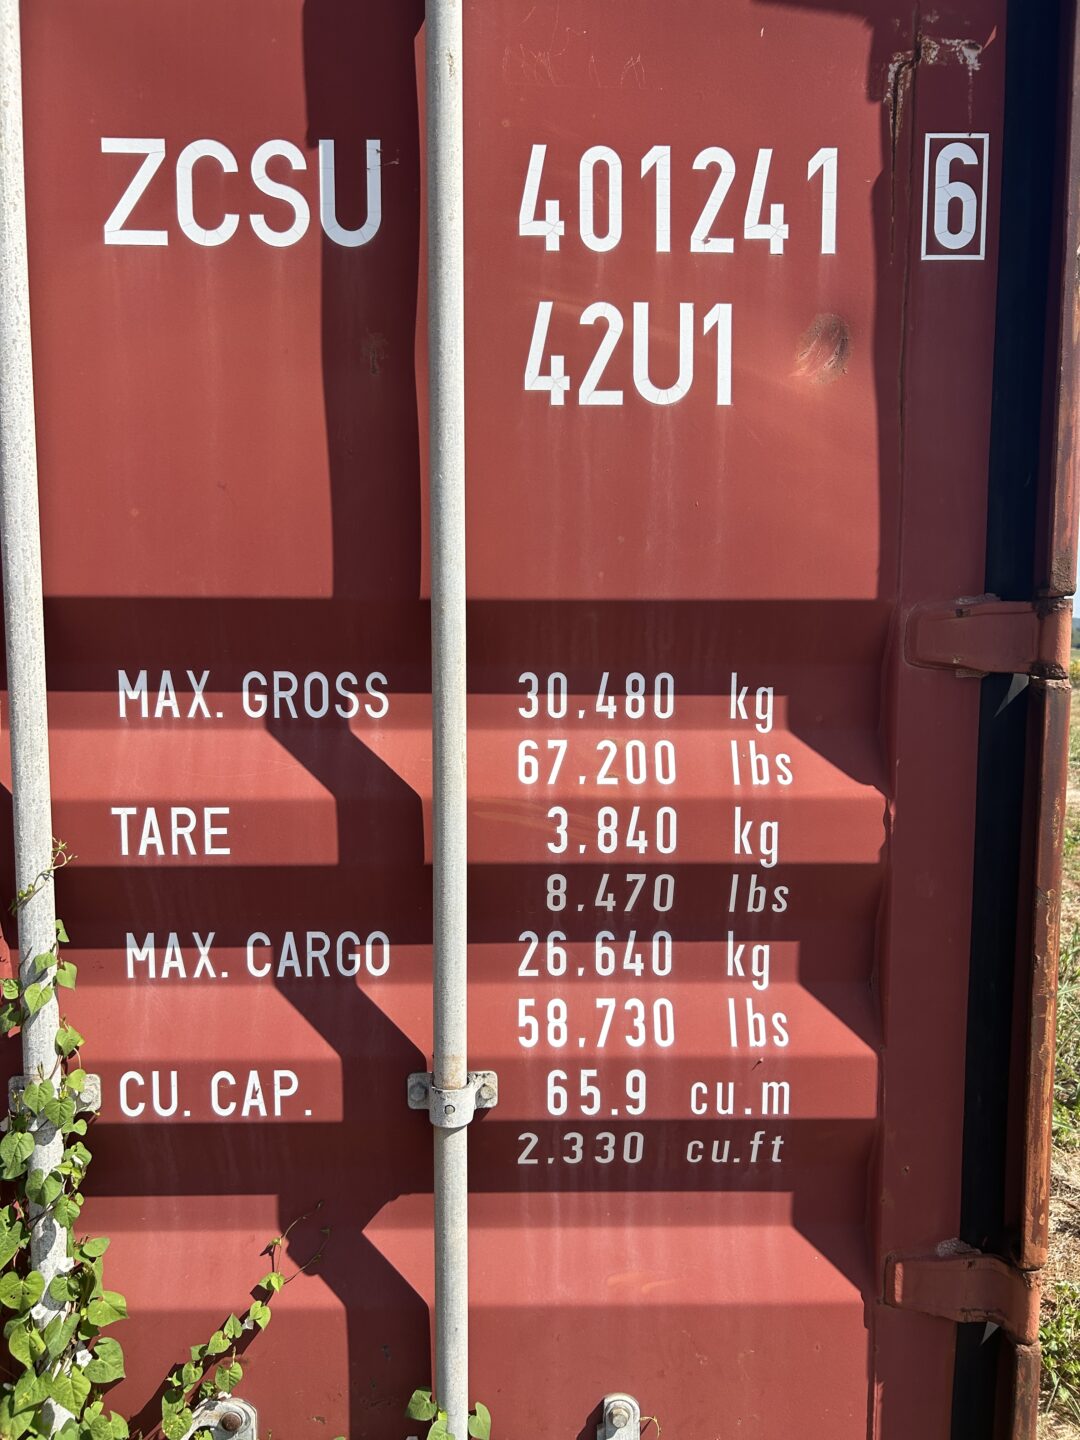 ZCSU 401241 6
42U1
MAX. GROSS 30.480 kg
67.200 lbs
TARE 3.840 kg
8.470 lbs
MAX. CARGO 26.640 kg
58.730 lbs
CU. CAP. 65.9 cu.m
2.330 cu.ft